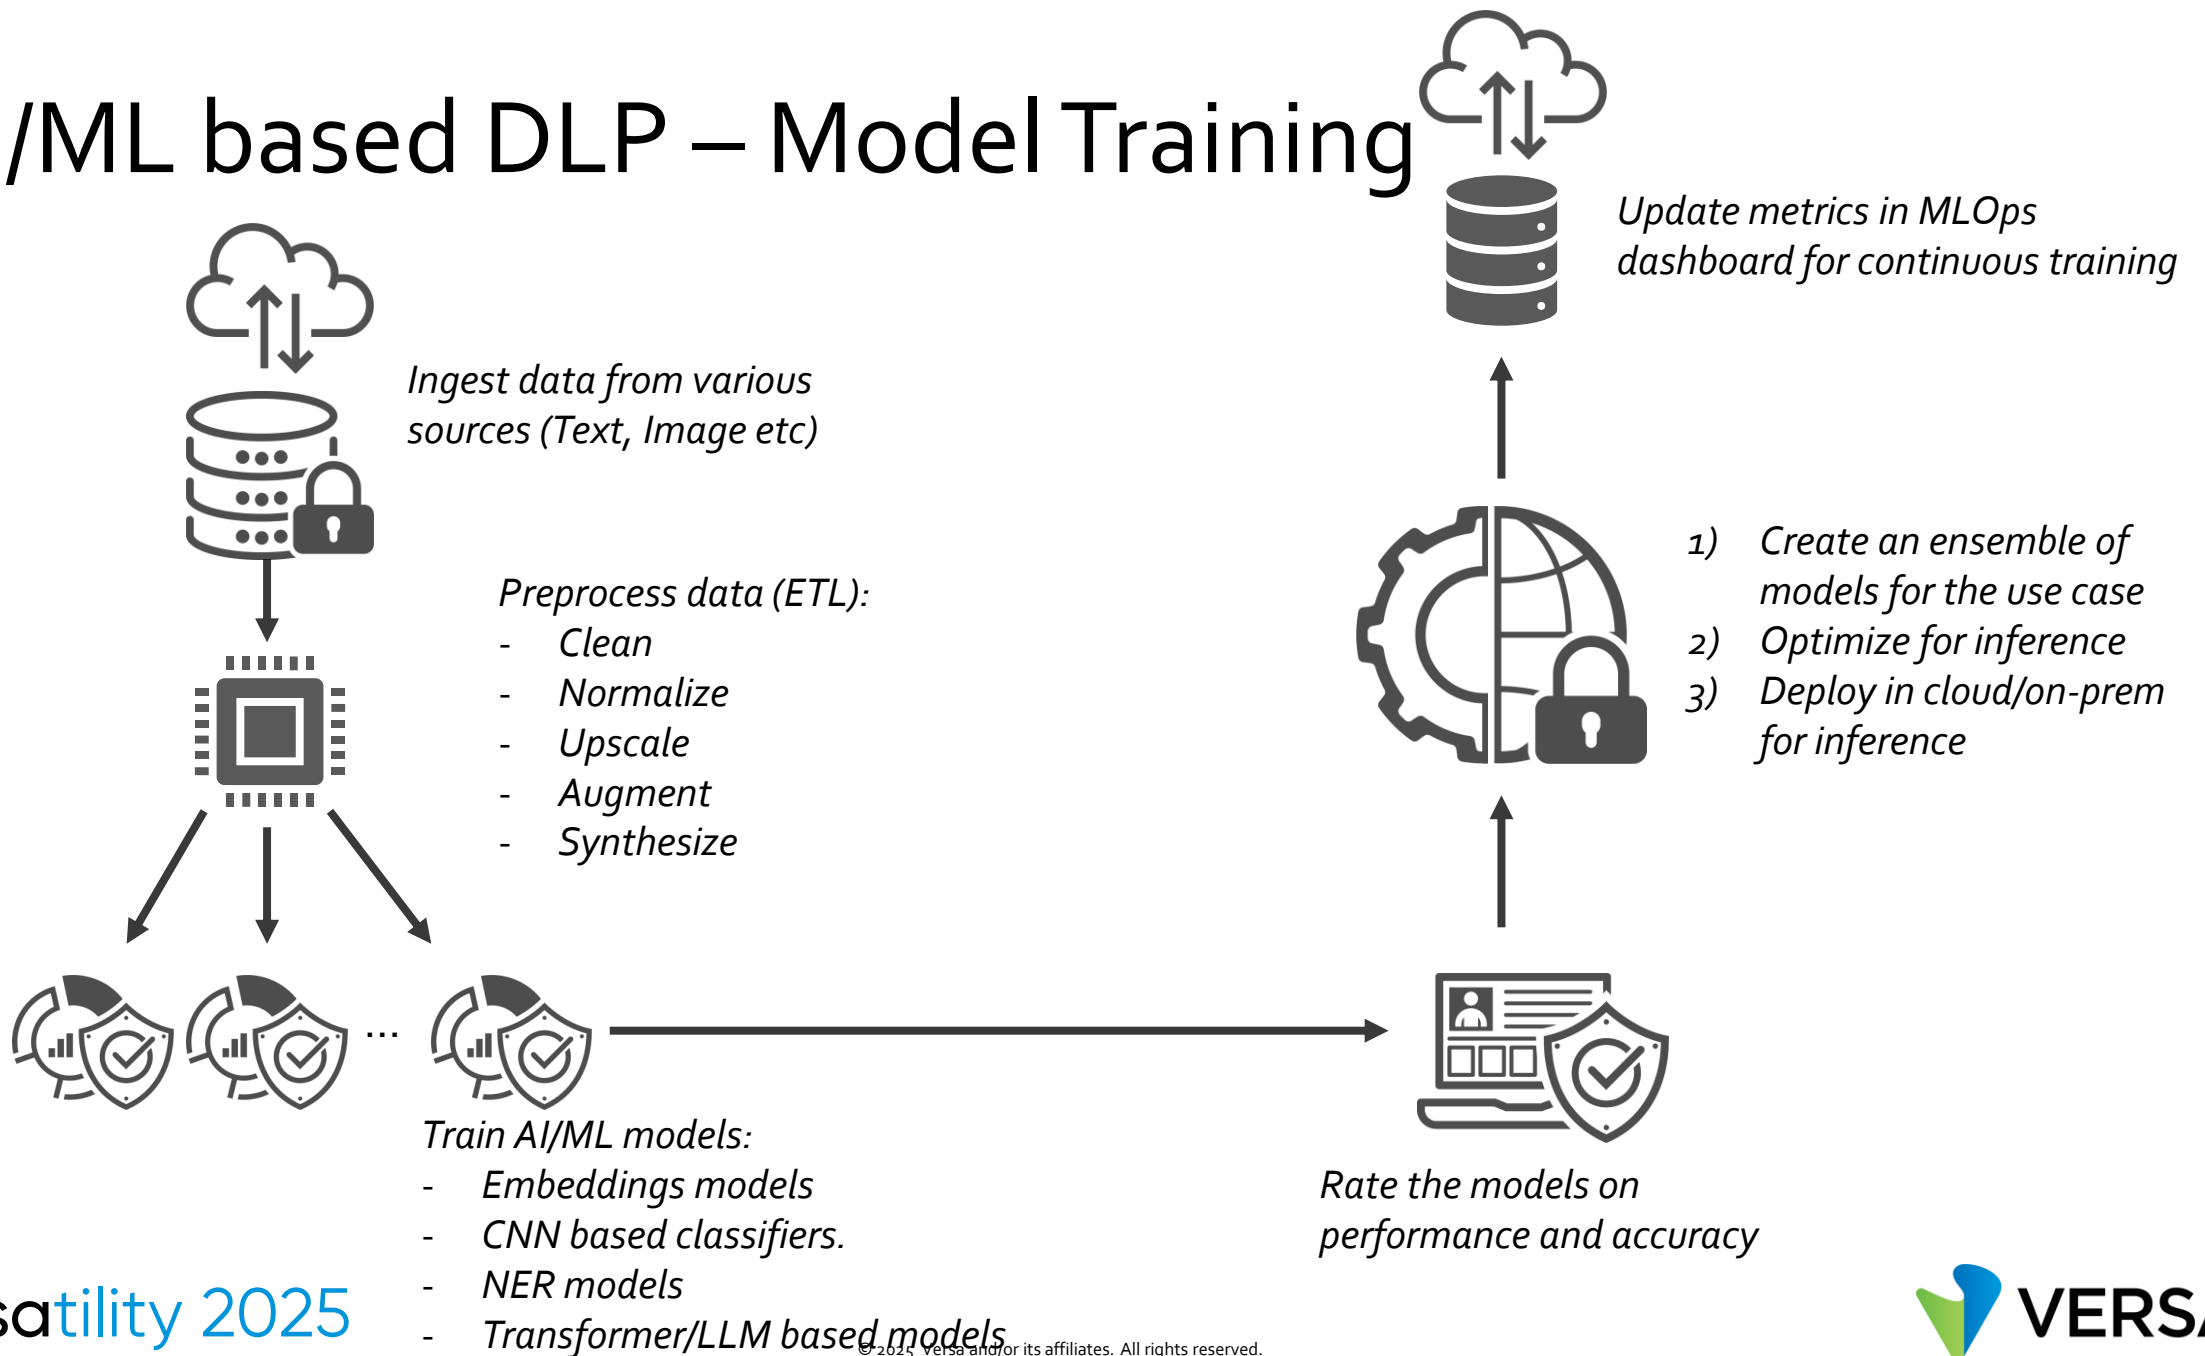 /ML based DLP – Model Training
Update metrics in MLOps
dashboard for continuous training
Ingest data from various
sources (Text, Image etc)
Preprocess data (ETL):
- Clean
- Normalize
- Upscale
- Augment
- Synthesize
1) Create an ensemble of
models for the use case
2) Optimize for inference
3) Deploy in cloud/on-prem
for inference
...
Train AI/ML models:
- Embeddings models
- CNN based classifiers.
- NER models
- Transformer/LLM based models
Rate the models on
performance and accuracy
satility 2025
© 2025 Versa and/or its affiliates. All rights reserved.
VERSA